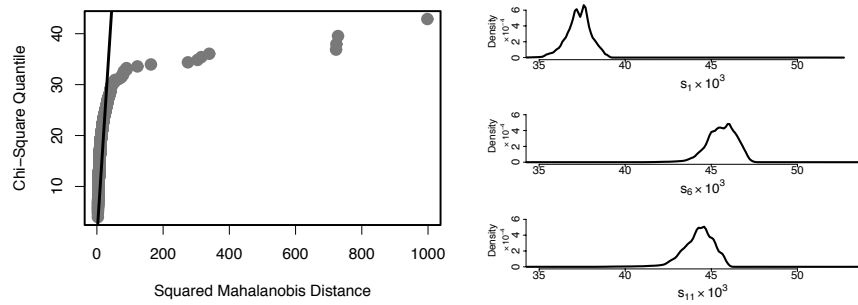 40
30
20
10
Chi−Square Quantile
0 200 400 600 800 1000
Squared Mahalanobis Distance
Density
×10⁻⁴
6
4
2
0
35 40 45 50
s₁ × 10³
Density
×10⁻⁴
6
4
2
0
35 40 45 50
s₆ × 10³
Density
×10⁻⁴
6
4
2
0
35 40 45 50
s₁₁ × 10³